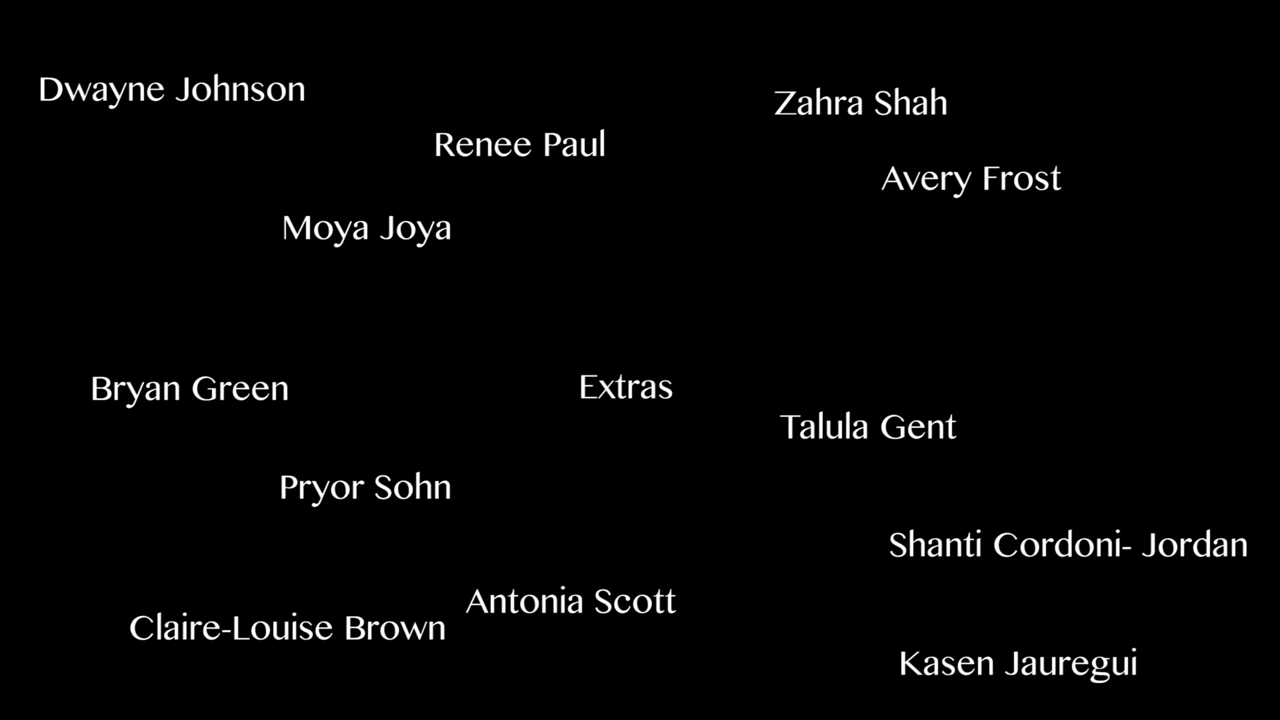 Dwayne Johnson
Zahra Shah
Renee Paul
Avery Frost
Moya Joya
Bryan Green
Extras
Talula Gent
Pryor Sohn
Shanti Cordoni- Jordan
Antonia Scott
Claire-Louise Brown
Kasen Jauregui